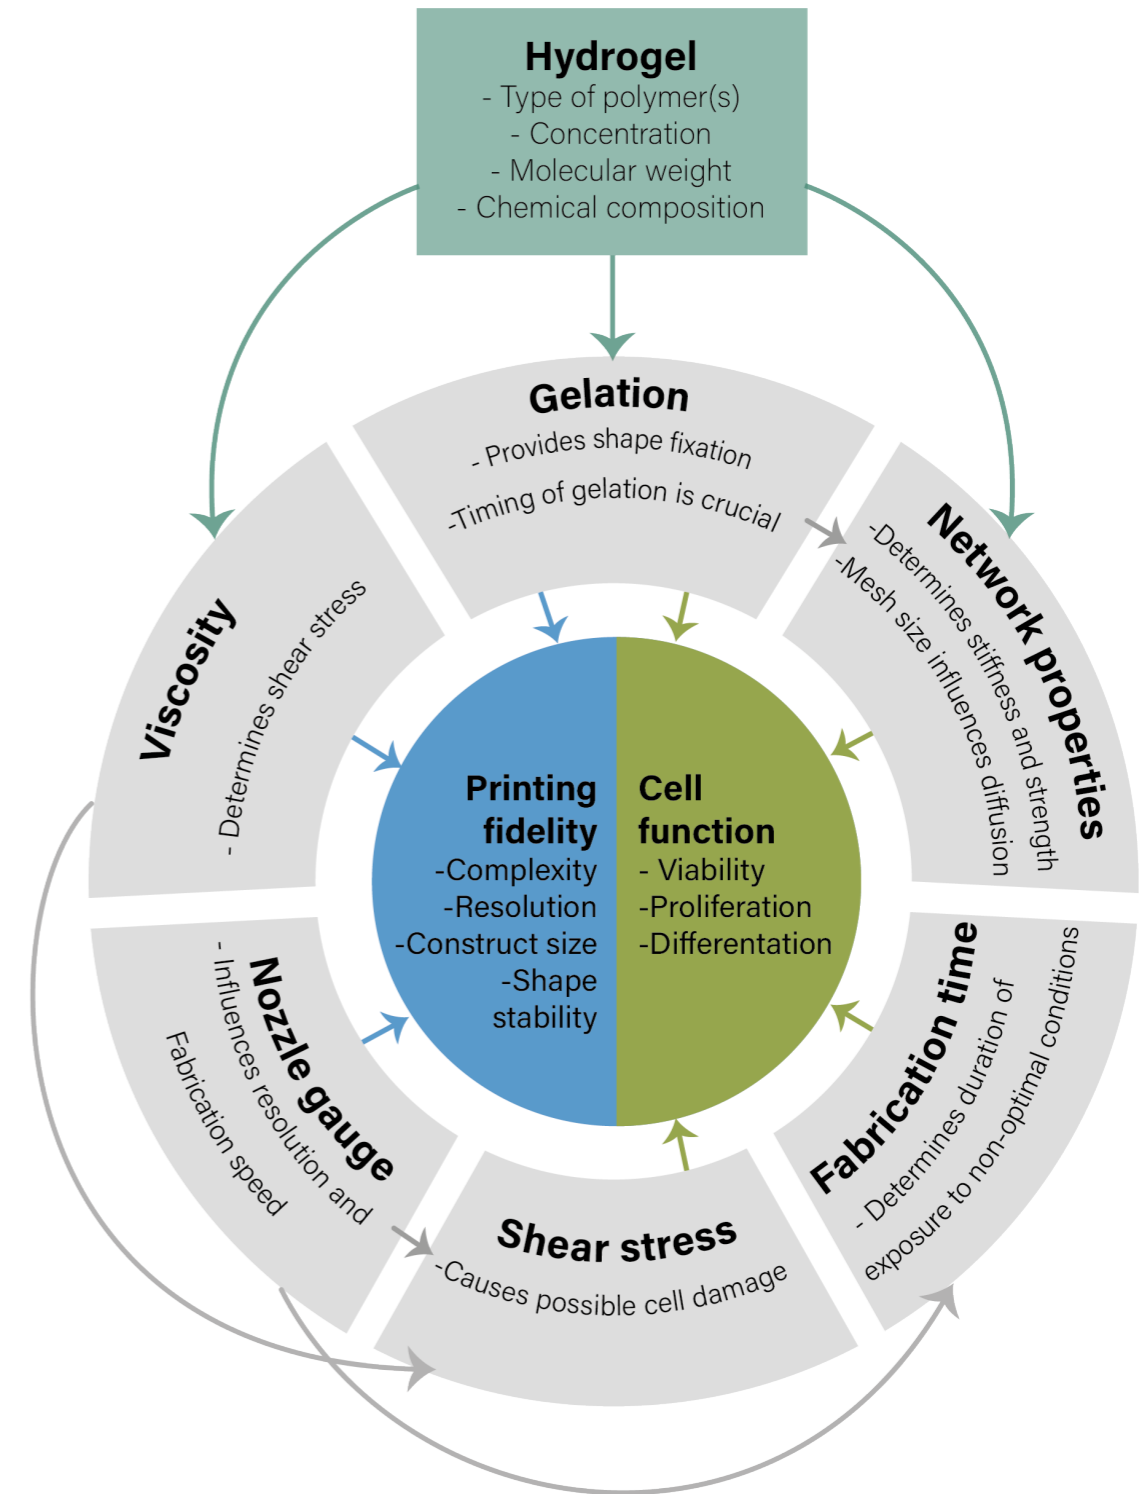 Hydrogel
- Type of polymer(s)
- Concentration
- Molecular weight
- Chemical composition
Gelation
- Provides shape fixation
-Timing of gelation is crucial
Network properties
-Determines stiffness and strength
-Mesh size influences diffusion
Viscosity
- Determines shear stress
Printing
fidelity
-Complexity
-Resolution
-Construct size
-Shape
stability
Cell
function
- Viability
-Proliferation
-Differentation
Nozzle gauge
- Influences resolution and
Fabrication speed
Shear stress
-Causes possible cell damage
Fabrication time
- Determines duration of
exposure to non-optimal conditions